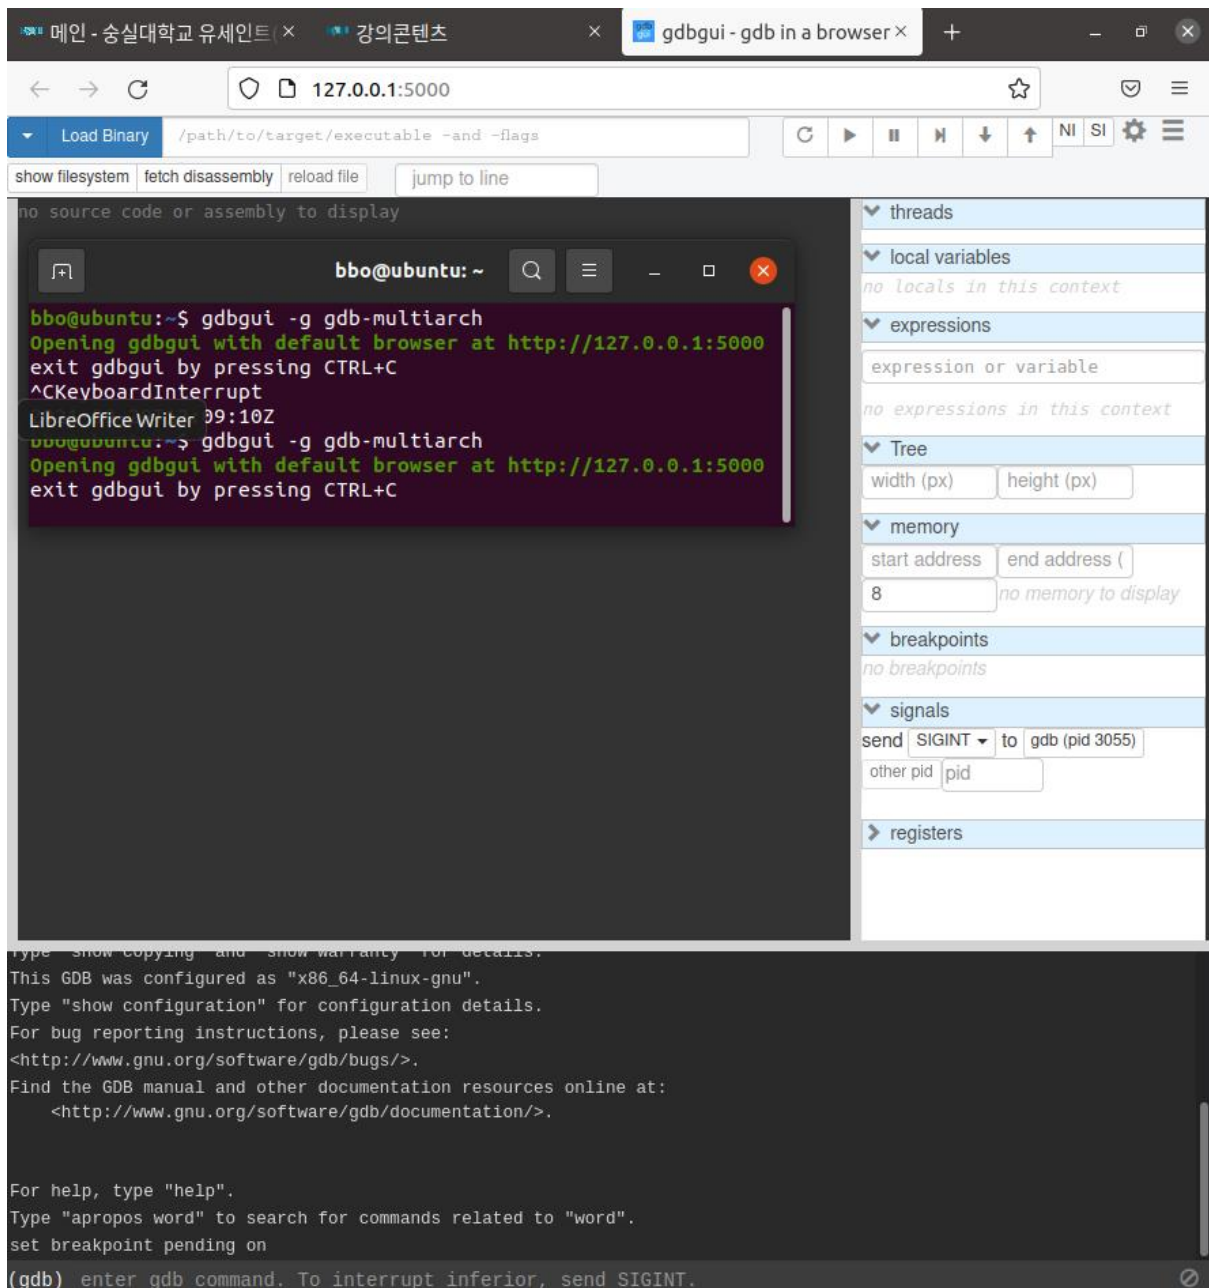 메인 - 숭실대학교 유세인트( × 강의콘텐츠 × gdbgui - gdb in a browser × + – ×
127.0.0.1:5000
Load Binary /path/to/target/executable -and -flags NI SI
show filesystem fetch disassembly reload file jump to line
no source code or assembly to display
bbo@ubuntu: ~
bbo@ubuntu:~$ gdbgui -g gdb-multiarch
Opening gdbgui with default browser at http://127.0.0.1:5000
exit gdbgui by pressing CTRL+C
^CKeyboardInterrupt
LibreOffice Writer 09:10Z
bbo@ubuntu:~$ gdbgui -g gdb-multiarch
Opening gdbgui with default browser at http://127.0.0.1:5000
exit gdbgui by pressing CTRL+C
threads
local variables
no locals in this context
expressions
expression or variable
no expressions in this context
Tree
width (px) height (px)
memory
start address end address (
8 no memory to display
breakpoints
no breakpoints
signals
send SIGINT to gdb (pid 3055)
other pid pid
registers
Type "show copying" and "show warranty" for details.
This GDB was configured as "x86_64-linux-gnu".
Type "show configuration" for configuration details.
For bug reporting instructions, please see:
<http://www.gnu.org/software/gdb/bugs/>.
Find the GDB manual and other documentation resources online at:
<http://www.gnu.org/software/gdb/documentation/>.
For help, type "help".
Type "apropos word" to search for commands related to "word".
set breakpoint pending on
(gdb) enter gdb command. To interrupt inferior, send SIGINT.